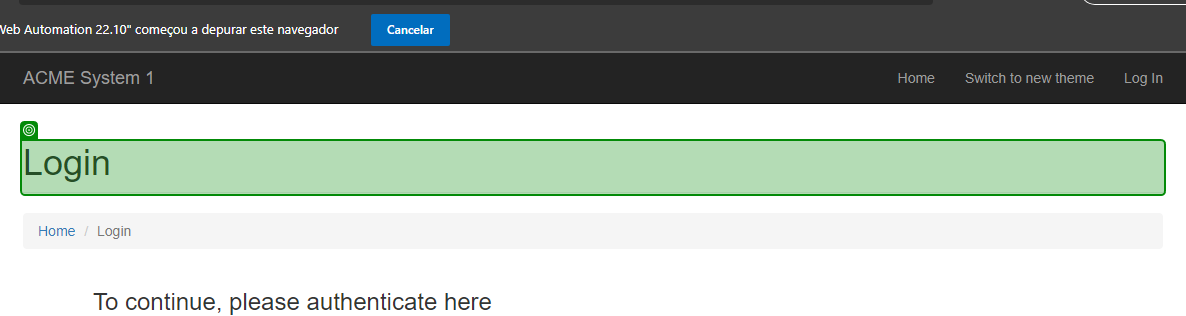 Web Automation 22.10" começou a depurar este navegador Cancelar
ACME System 1 Home Switch to new theme Log In
Login
Home / Login
To continue, please authenticate here